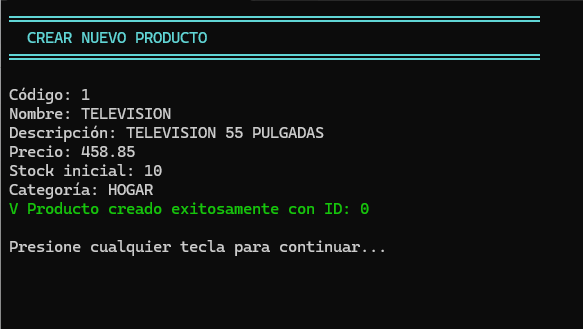 CREAR NUEVO PRODUCTO
Código: 1
Nombre: TELEVISION
Descripción: TELEVISION 55 PULGADAS
Precio: 458.85
Stock inicial: 10
Categoría: HOGAR
V Producto creado exitosamente con ID: 0
Presione cualquier tecla para continuar...